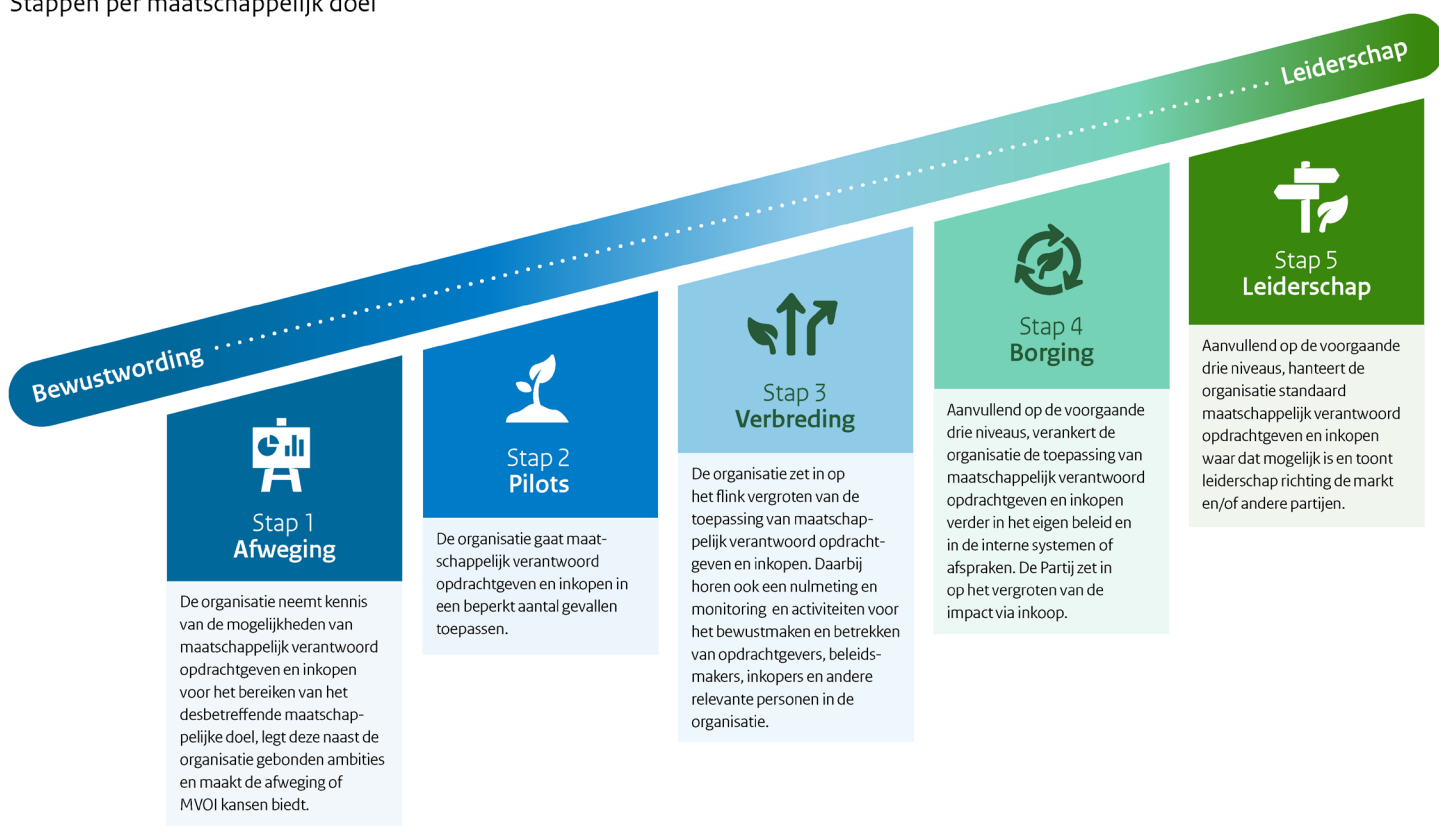 Stappen per maatschappelijk doel
Bewustwording
Leiderschap
Stap 1
Afweging
De organisatie neemt kennis
van de mogelijkheden van
maatschappelijk verantwoord
opdrachtgeven en inkopen
voor het bereiken van het
desbetreffende maatschap-
pelijke doel, legt deze naast de
organisatie gebonden ambities
en maakt de afweging of
MVOI kansen biedt.
Stap 2
Pilots
De organisatie gaat maat-
schappelijk verantwoord
opdrachtgeven en inkopen in
een beperkt aantal gevallen
toepassen.
Stap 3
Verbreding
De organisatie zet in op
het flink vergroten van de
toepassing van maatschap-
pelijk verantwoord opdracht-
geven en inkopen. Daarbij
horen ook een nulmeting en
monitoring en activiteiten voor
het bewustmaken en betrekken
van opdrachtgevers, beleids-
makers, inkopers en andere
relevante personen in de
organisatie.
Stap 4
Borging
Aanvullend op de voorgaande
drie niveaus, verankert de
organisatie de toepassing van
maatschappelijk verantwoord
opdrachtgeven en inkopen
verder in het eigen beleid en
in de interne systemen of
afspraken. De Partij zet in
op het vergroten van de
impact via inkoop.
Stap 5
Leiderschap
Aanvullend op de voorgaande
drie niveaus, hanteert de
organisatie standaard
maatschappelijk verantwoord
opdrachtgeven en inkopen
waar dat mogelijk is en toont
leiderschap richting de markt
en/of andere partijen.